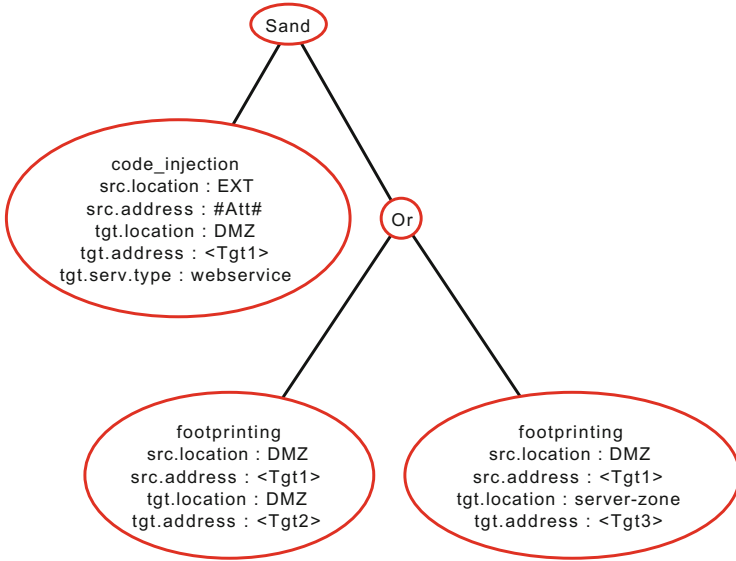 Sand
code_injection
src.location : EXT
src.address : #Att#
tgt.location : DMZ
tgt.address : <Tgt1>
tgt.serv.type : webservice
Or
footprinting
src.location : DMZ
src.address : <Tgt1>
tgt.location : DMZ
tgt.address : <Tgt2>
footprinting
src.location : DMZ
src.address : <Tgt1>
tgt.location : server-zone
tgt.address : <Tgt3>